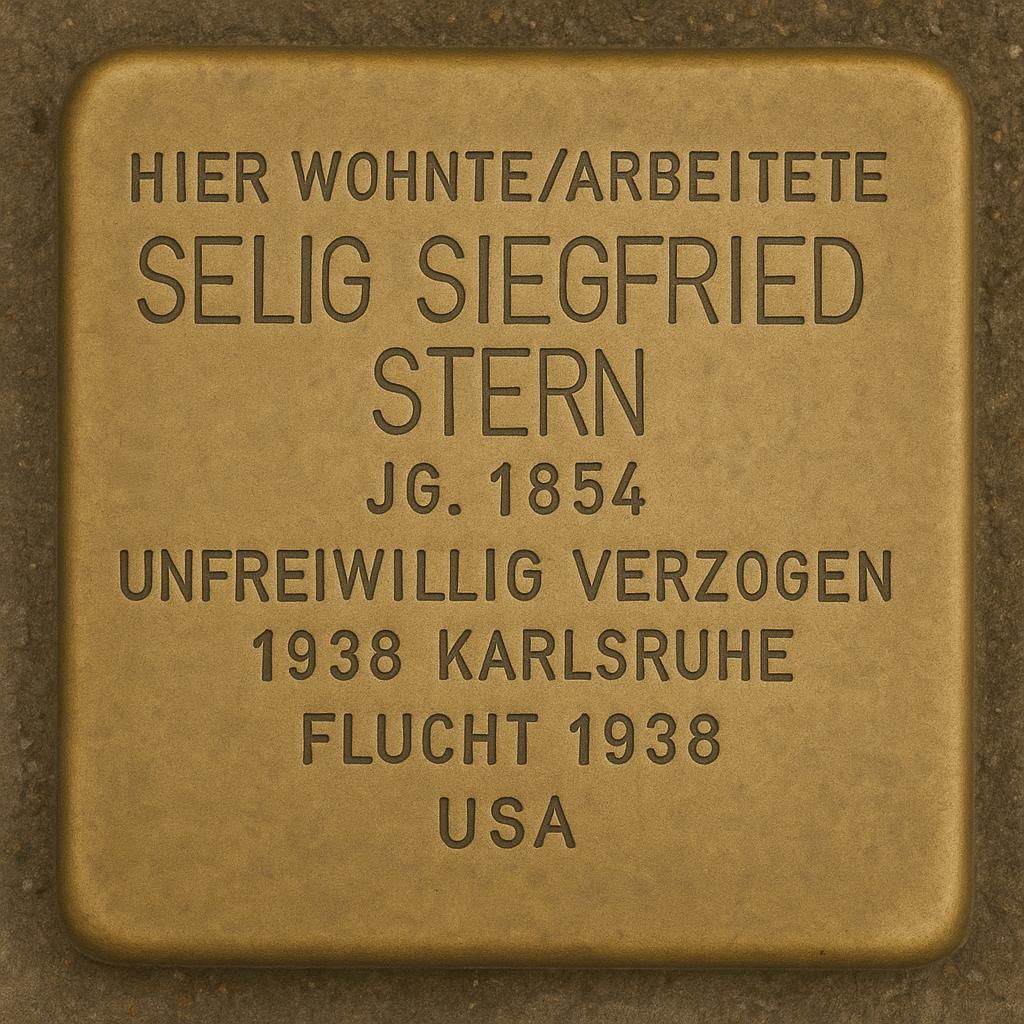 HIER WOHNTE/ARBEITETE
SELIG SIEGFRIED
STERN
JG. 1854
UNFREIWILLIG VERZOGEN
1938 KARLSRUHE
FLUCHT 1938
USA